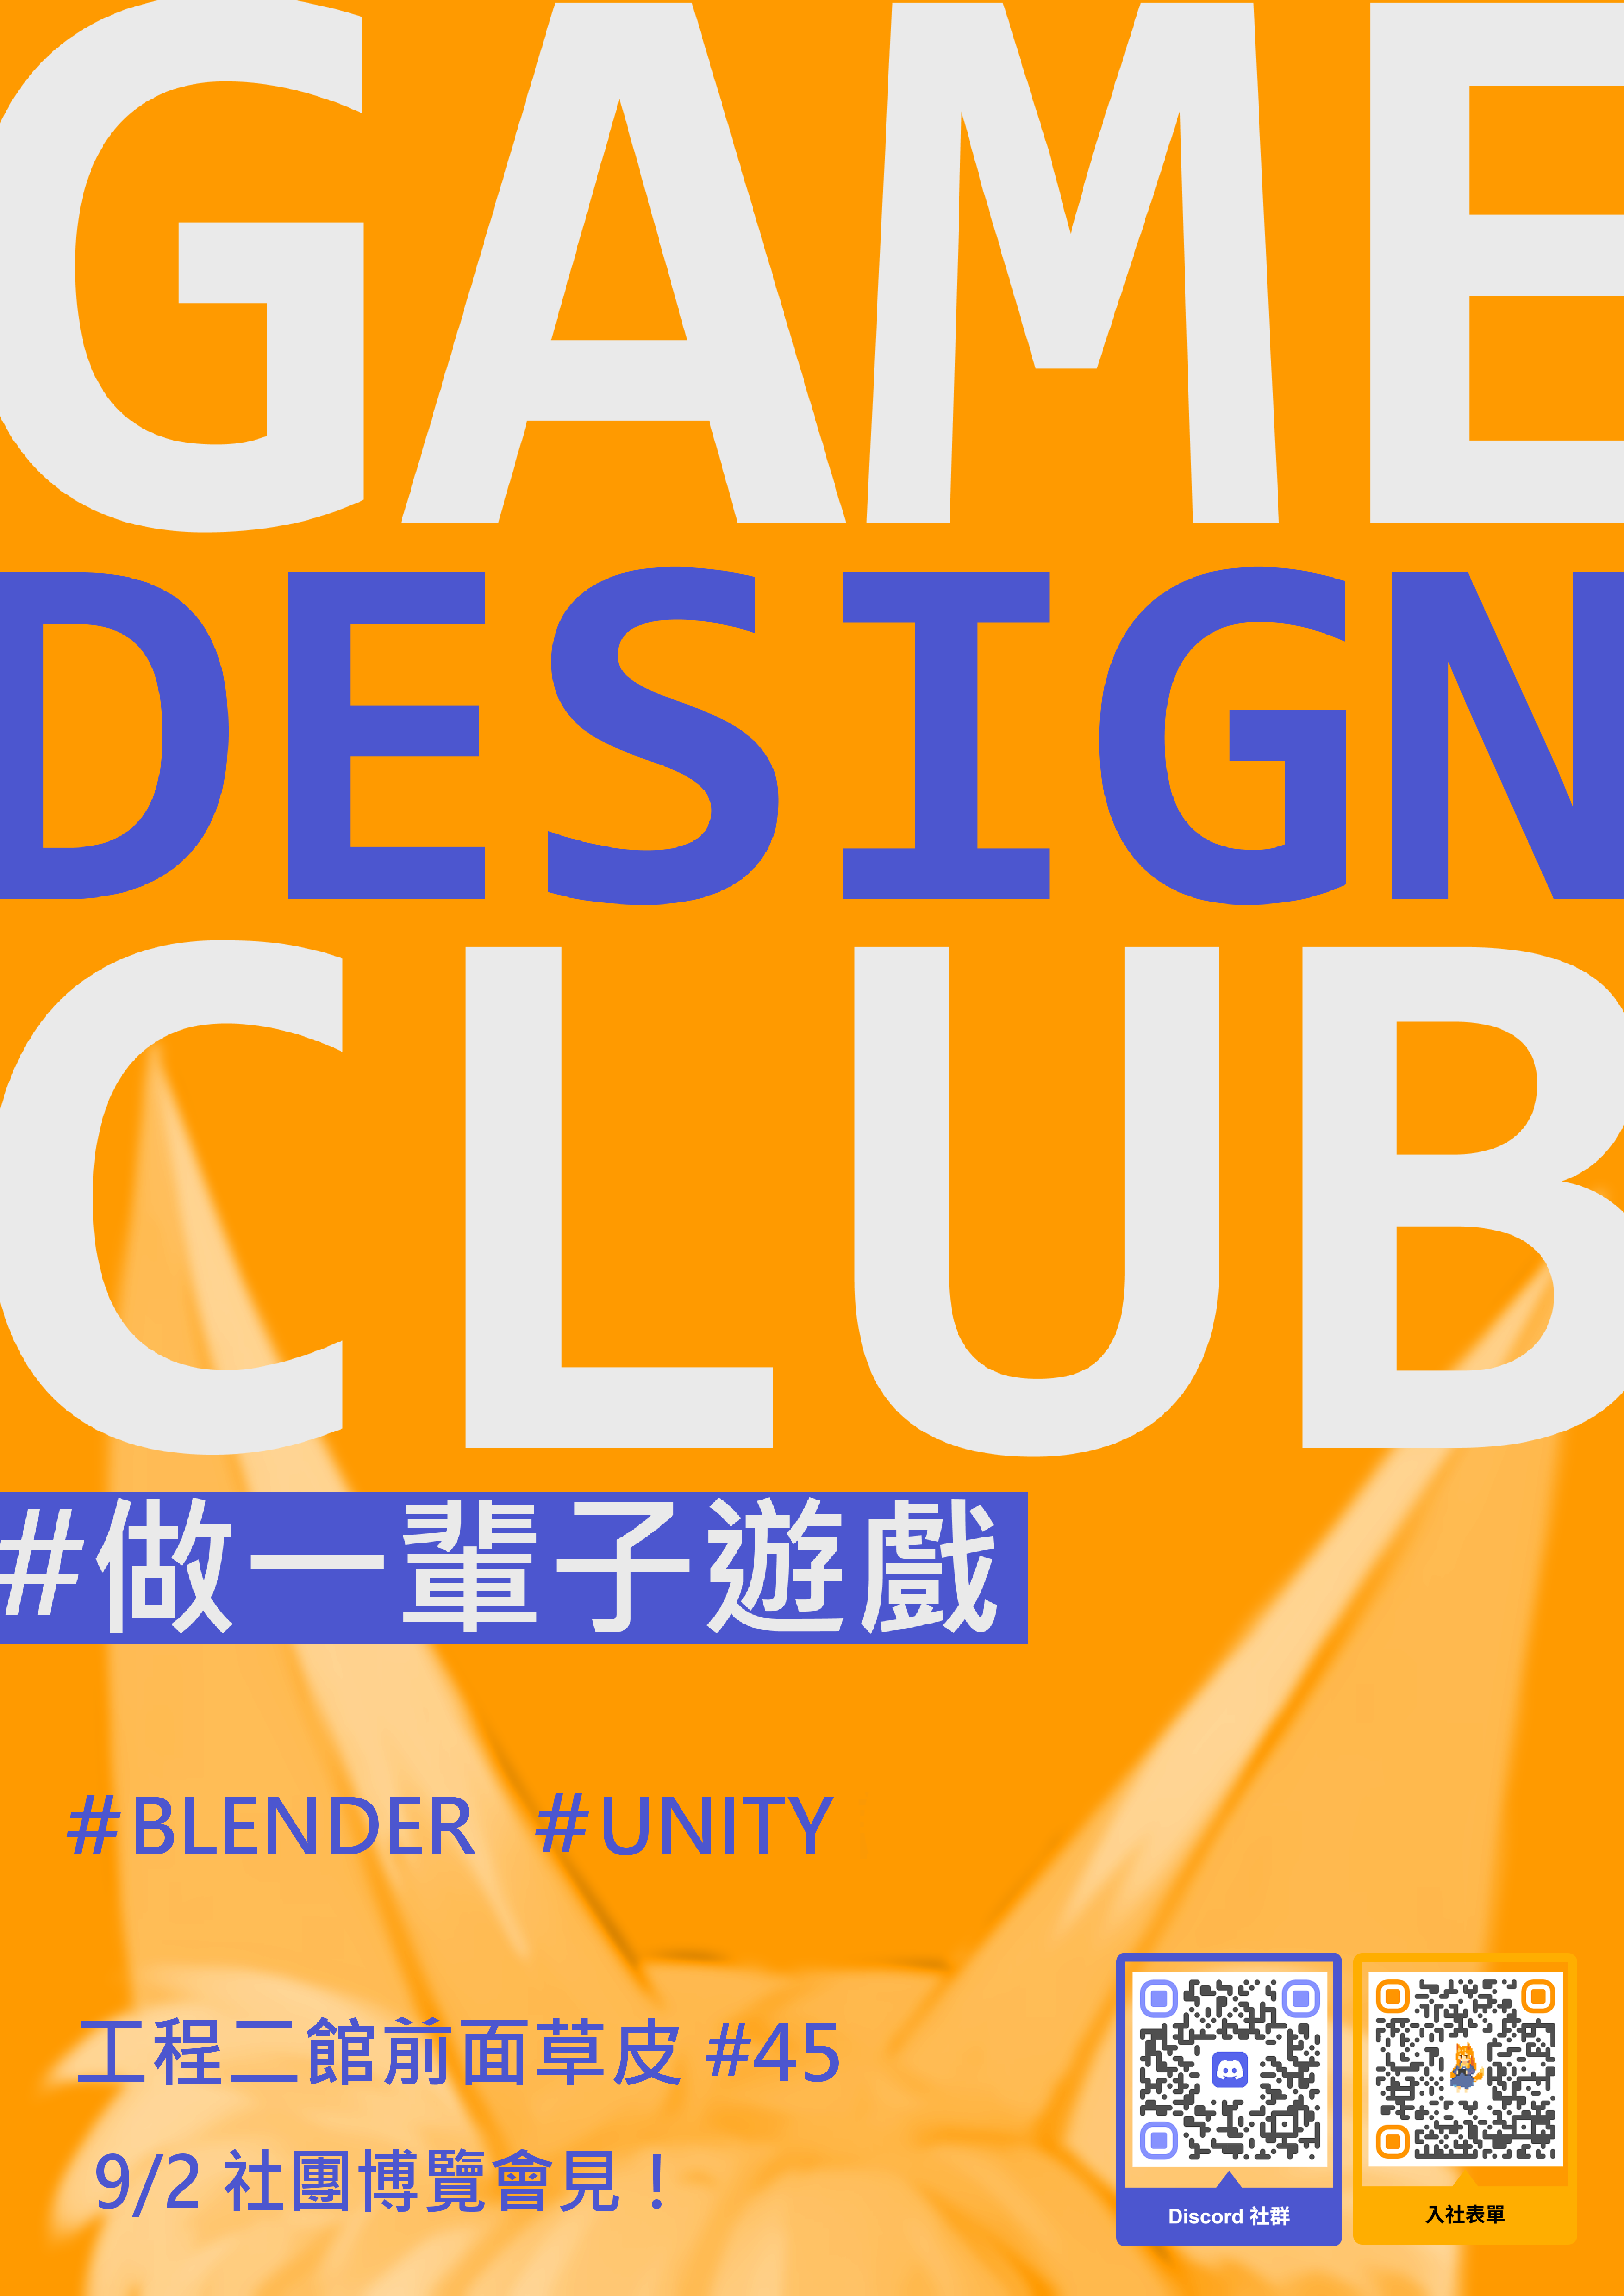 GAME
DESIGN
CLUB
#做一輩子遊戲
#BLENDER #UNITY
工程二館前面草皮 #45
9/2 社團博覽會見！
Discord 社群
入社表單